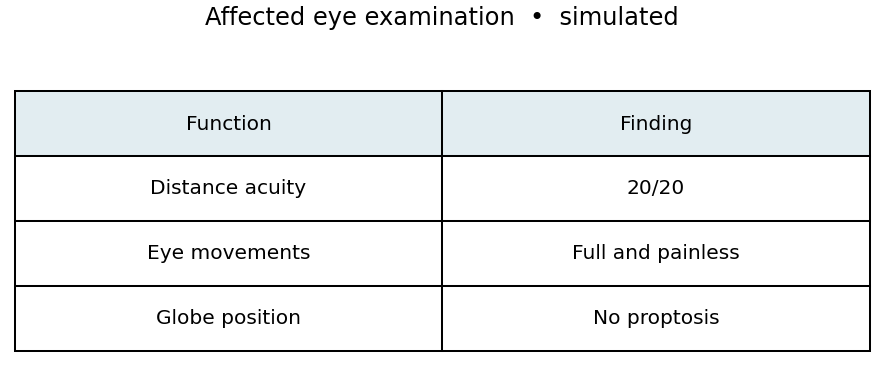 Affected eye examination • simulated
Function Finding
Distance acuity 20/20
Eye movements Full and painless
Globe position No proptosis